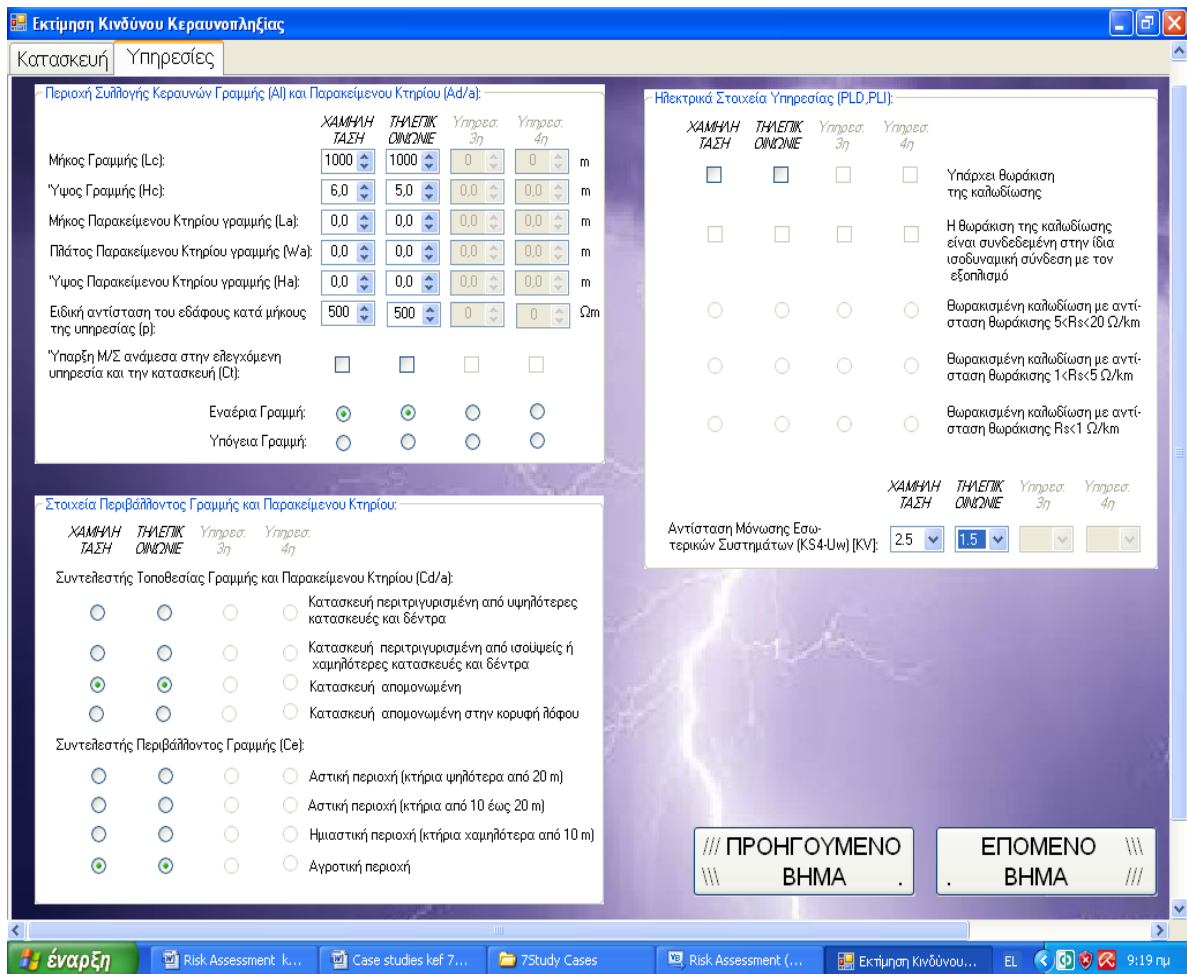 Εκτίμηση Κινδύνου Κεραυνοπληξίας
Κατασκευή Υπηρεσίες
Περιοχή Συλλογής Κεραυνών Γραμμής (Al) και Παρακείμενου Κτηρίου (Ad/a):
ΧΑΜΗΛΗ ΤΗΛΕΠΙΚ Υπηρεσ. Υπηρεσ.
ΤΑΣΗ ΟΙΝΩΝΙΕ 3η 4η
Μήκος Γραμμής (Lc): 1000 1000 0 0 m
Ύψος Γραμμής (Hc): 6,0 5,0 0,0 0,0 m
Μήκος Παρακείμενου Κτηρίου γραμμής (La): 0,0 0,0 0,0 0,0 m
Πλάτος Παρακείμενου Κτηρίου γραμμής (Wa): 0,0 0,0 0,0 0,0 m
Ύψος Παρακείμενου Κτηρίου γραμμής (Ha): 0,0 0,0 0,0 0,0 m
Ειδική αντίσταση του εδάφους κατά μήκους 500 500 0 0 Ωm
της υπηρεσίας (p):
Ύπαρξη Μ/Σ ανάμεσα στην ελεγχόμενη
υπηρεσία και την κατασκευή (Ct):
Εναέρια Γραμμή:
Υπόγεια Γραμμή:
Στοιχεία Περιβάλλοντος Γραμμής και Παρακείμενου Κτηρίου:
ΧΑΜΗΛΗ ΤΗΛΕΠΙΚ Υπηρεσ. Υπηρεσ.
ΤΑΣΗ ΟΙΝΩΝΙΕ 3η 4η
Συντελεστής Τοποθεσίας Γραμμής και Παρακείμενου Κτηρίου (Cd/a):
Κατασκευή περιτριγυρισμένη από υψηλότερες
κατασκευές και δέντρα
Κατασκευή περιτριγυρισμένη από ισοϋψείς ή
χαμηλότερες κατασκευές και δέντρα
Κατασκευή απομονωμένη
Κατασκευή απομονωμένη στην κορυφή λόφου
Συντελεστής Περιβάλλοντος Γραμμής (Ce):
Αστική περιοχή (κτήρια ψηλότερα από 20 m)
Αστική περιοχή (κτήρια από 10 έως 20 m)
Ημιαστική περιοχή (κτήρια χαμηλότερα από 10 m)
Αγροτική περιοχή
Ηλεκτρικά Στοιχεία Υπηρεσίας (PLD,PLI):
ΧΑΜΗΛΗ ΤΗΛΕΠΙΚ Υπηρεσ. Υπηρεσ.
ΤΑΣΗ ΟΙΝΩΝΙΕ 3η 4η
Υπάρχει θωράκιση
της καλωδίωσης
Η θωράκιση της καλωδίωσης
είναι συνδεδεμένη στην ίδια
ισοδυναμική σύνδεση με τον
εξοπλισμό
Θωρακισμένη καλωδίωση με αντί-
σταση θωράκισης 5<Rs<20 Ω/km
Θωρακισμένη καλωδίωση με αντί-
σταση θωράκισης 1<Rs<5 Ω/km
Θωρακισμένη καλωδίωση με αντί-
σταση θωράκισης Rs<1 Ω/km
ΧΑΜΗΛΗ ΤΗΛΕΠΙΚ Υπηρεσ. Υπηρεσ.
ΤΑΣΗ ΟΙΝΩΝΙΕ 3η 4η
Αντίσταση Μόνωσης Εσω-
τερικών Συστημάτων (KS4-Uw) [KV]: 2.5 1.5
/// ΠΡΟΗΓΟΥΜΕΝΟ
\\\ ΒΗΜΑ .
ΕΠΟΜΕΝΟ \\\
. ΒΗΜΑ ///
έναρξη Risk Assessment κ... Case studies kef 7... 7Study Cases Risk Assessment (... Εκτίμηση Κινδύνου... EL 9:19 πμ